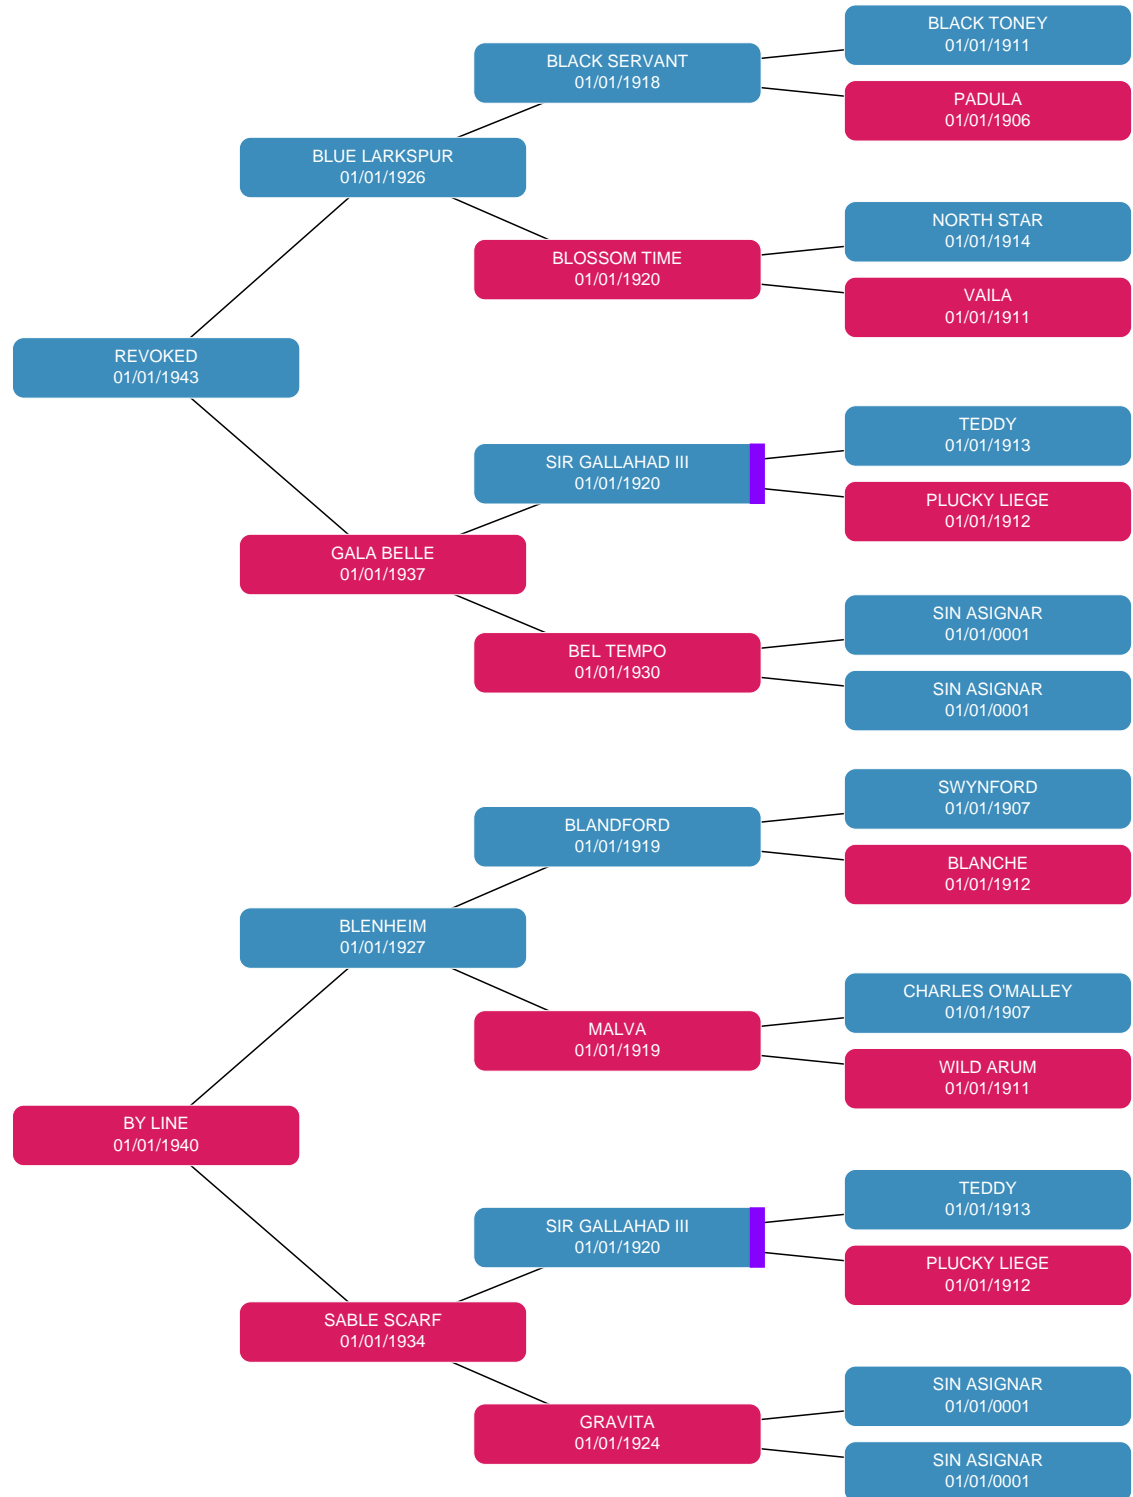 BLACK TONEY
01/01/1911
BLACK SERVANT
01/01/1918
PADULA
01/01/1906
BLUE LARKSPUR
01/01/1926
NORTH STAR
01/01/1914
BLOSSOM TIME
01/01/1920
VAILA
01/01/1911
REVOKED
01/01/1943
TEDDY
01/01/1913
SIR GALLAHAD III
01/01/1920
PLUCKY LIEGE
01/01/1912
GALA BELLE
01/01/1937
SIN ASIGNAR
01/01/0001
BEL TEMPO
01/01/1930
SIN ASIGNAR
01/01/0001
SWYNFORD
01/01/1907
BLANDFORD
01/01/1919
BLANCHE
01/01/1912
BLENHEIM
01/01/1927
CHARLES O'MALLEY
01/01/1907
MALVA
01/01/1919
WILD ARUM
01/01/1911
BY LINE
01/01/1940
TEDDY
01/01/1913
SIR GALLAHAD III
01/01/1920
PLUCKY LIEGE
01/01/1912
SABLE SCARF
01/01/1934
SIN ASIGNAR
01/01/0001
GRAVITA
01/01/1924
SIN ASIGNAR
01/01/0001